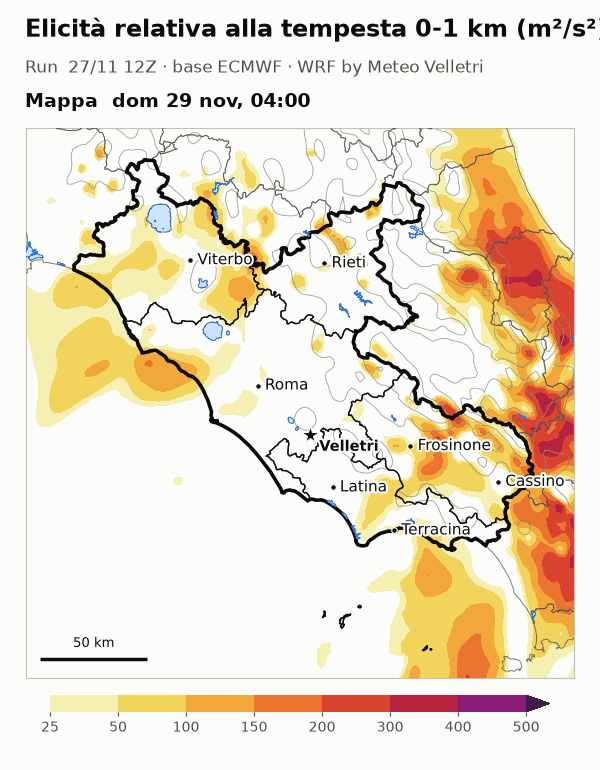 Elicità relativa alla tempesta 0-1 km (m²/s²)
Run 27/11 12Z · base ECMWF · WRF by Meteo Velletri
Mappa dom 29 nov, 04:00
Viterbo
Rieti
Roma
Velletri
Frosinone
Latina
Cassino
Terracina
50 km
25 50 100 150 200 300 400 500